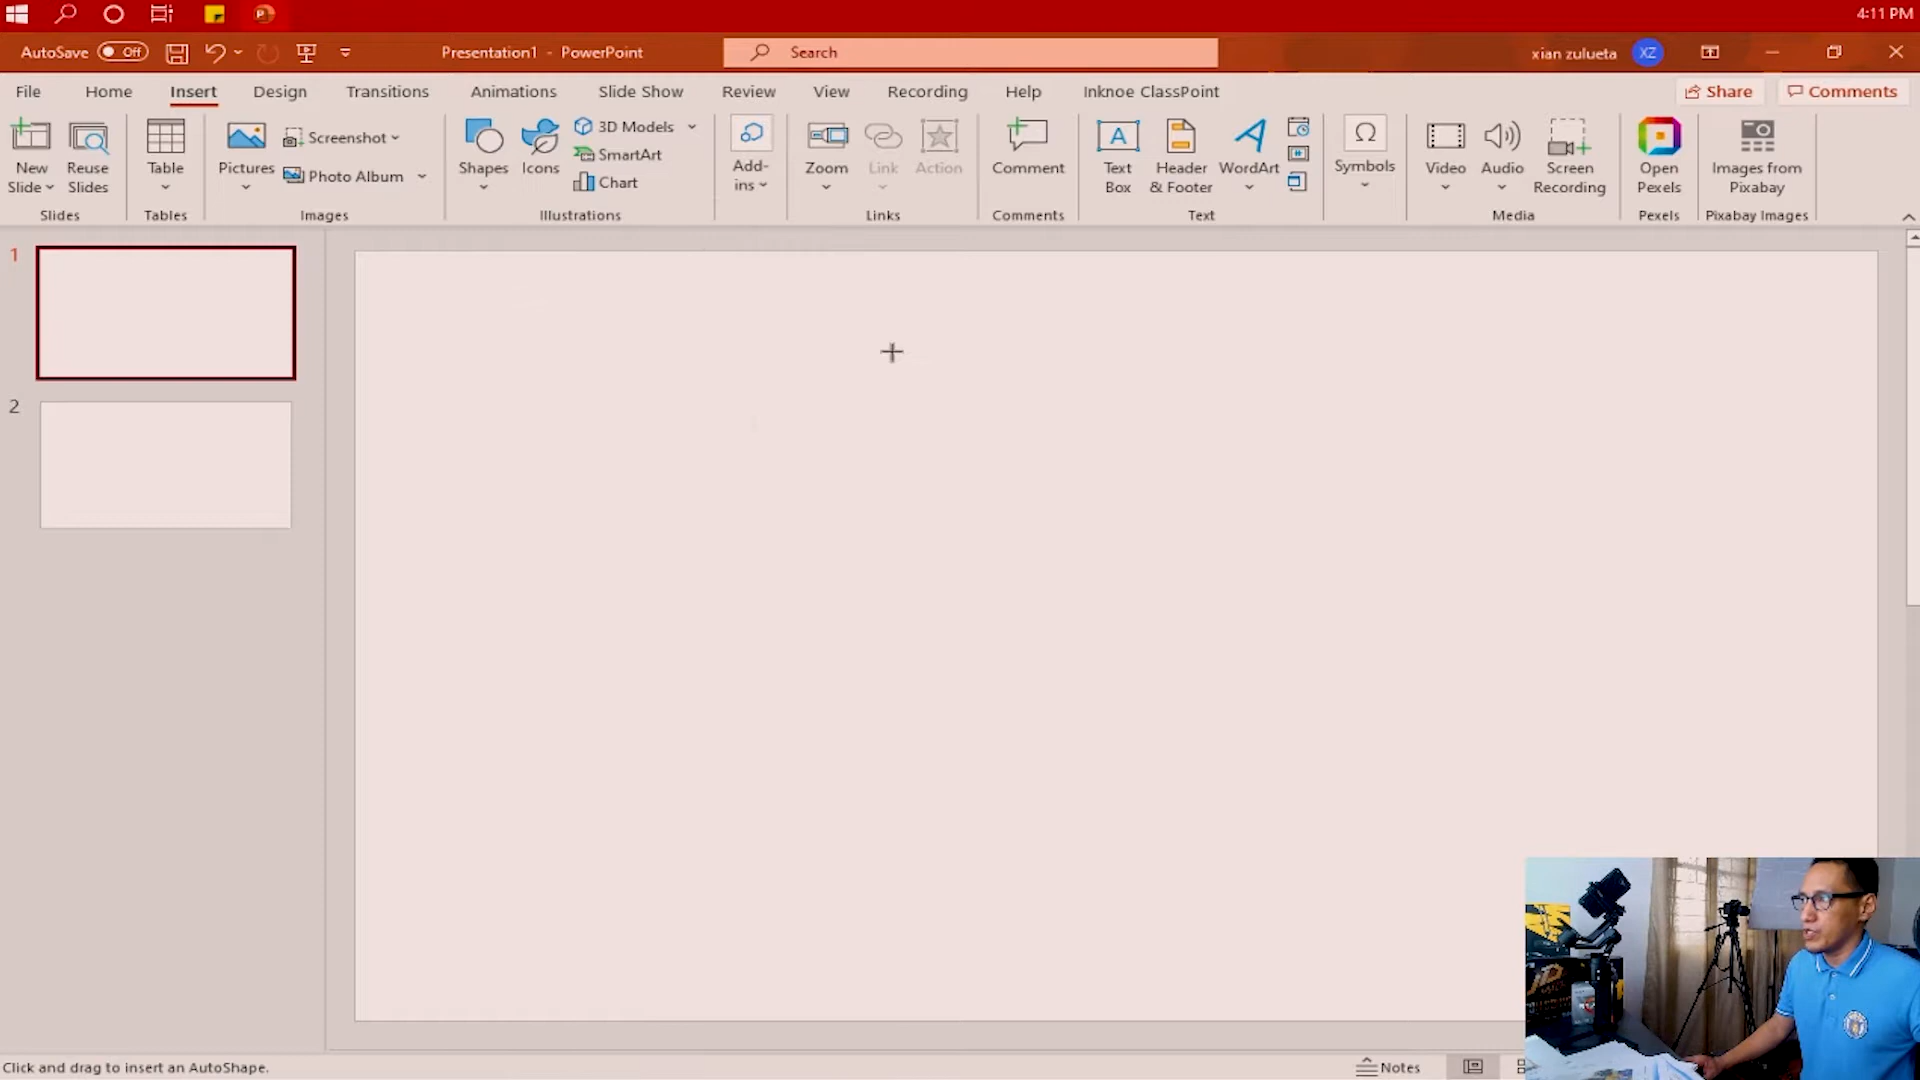 4:11 PM
AutoSave Off
Presentation1 - PowerPoint
Search
xian zulueta XZ
File Home Insert Design Transitions Animations Slide Show Review View Recording Help Inknoe ClassPoint
Share Comments
New Slide
Reuse Slides
Slides
Table
Tables
Pictures
Screenshot
Photo Album
Images
Shapes
Icons
3D Models
SmartArt
Chart
Illustrations
Add-ins
Zoom
Link
Action
Links
Comment
Comments
Text Box
Header & Footer
WordArt
Text
Symbols
Video
Audio
Screen Recording
Media
Open Pexels
Pexels
Images from Pixabay
Pixabay Images
1
2
Click and drag to insert an AutoShape.
Notes